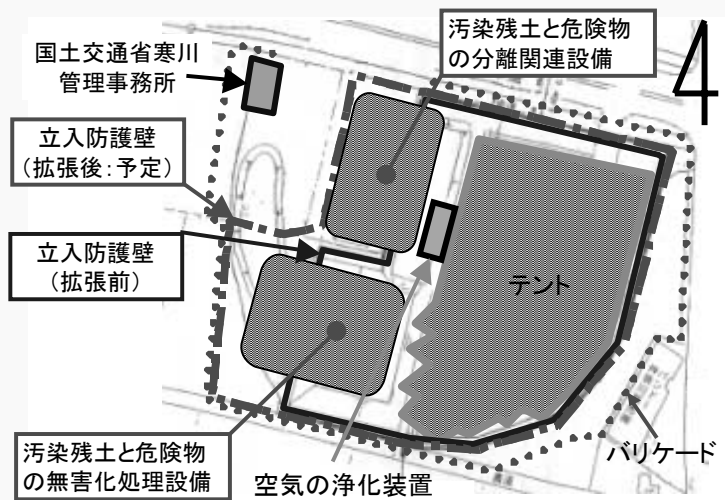 汚染残土と危険物
の分離関連設備
国土交通省寒川
管理事務所
立入防護壁
(拡張後:予定)
立入防護壁
(拡張前)
テント
バリケード
汚染残土と危険物
の無害化処理設備
空気の浄化装置